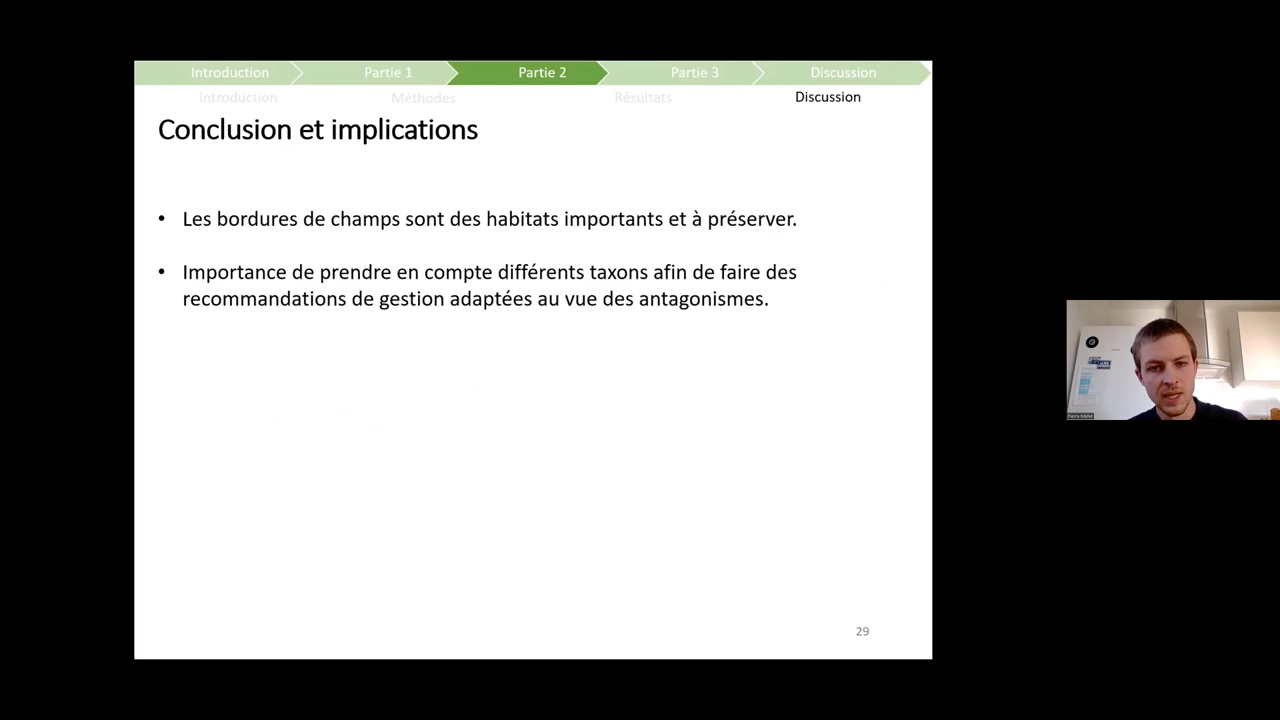 Introduction Partie 1 Partie 2 Partie 3 Discussion
Introduction Méthodes Résultats Discussion
Conclusion et implications
• Les bordures de champs sont des habitats importants et à préserver.
• Importance de prendre en compte différents taxons afin de faire des
recommandations de gestion adaptées au vue des antagonismes.
29